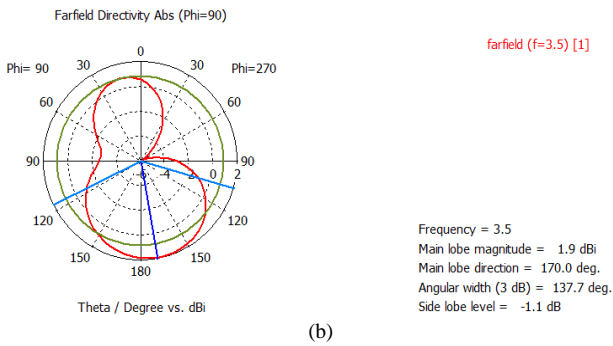 Farfield Directivity Abs (Phi=90)
farfield (f=3.5) [1]
0
Phi= 90 30 30 Phi=270
60 60
90 -6 -4 -2 0 2 90
120 120
150 150
180
Frequency = 3.5
Main lobe magnitude = 1.9 dBi
Main lobe direction = 170.0 deg.
Angular width (3 dB) = 137.7 deg.
Side lobe level = -1.1 dB
Theta / Degree vs. dBi
(b)